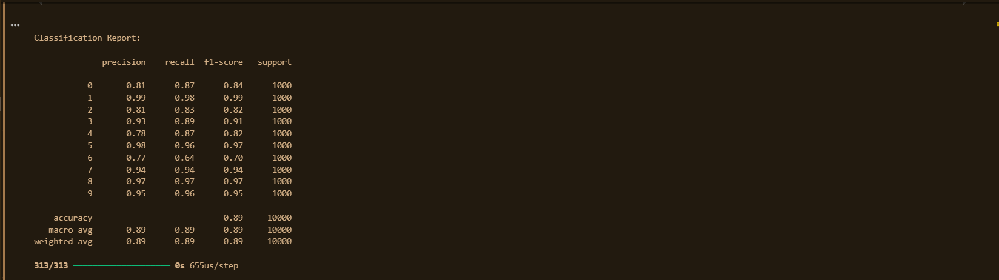 ...
Classification Report:
precision recall f1-score support
0 0.81 0.87 0.84 1000
1 0.99 0.98 0.99 1000
2 0.81 0.83 0.82 1000
3 0.93 0.89 0.91 1000
4 0.78 0.87 0.82 1000
5 0.98 0.96 0.97 1000
6 0.77 0.64 0.70 1000
7 0.94 0.94 0.94 1000
8 0.97 0.97 0.97 1000
9 0.95 0.96 0.95 1000
accuracy 0.89 10000
macro avg 0.89 0.89 0.89 10000
weighted avg 0.89 0.89 0.89 10000
313/313 0s 655us/step